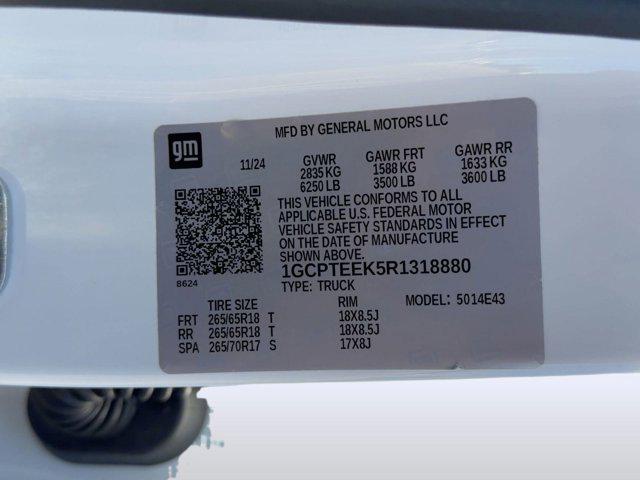 MFD BY GENERAL MOTORS LLC
gm
11/24
GVWR GAWR FRT GAWR RR
2835 KG 1588 KG 1633 KG
6250 LB 3500 LB 3600 LB
THIS VEHICLE CONFORMS TO ALL
APPLICABLE U.S. FEDERAL MOTOR
VEHICLE SAFETY STANDARDS IN EFFECT
ON THE DATE OF MANUFACTURE
SHOWN ABOVE.
8624
1GCPTEEK5R1318880
TYPE: TRUCK
TIRE SIZE RIM MODEL: 5014E43
FRT 265/65R18 T 18X8.5J
RR 265/65R18 T 18X8.5J
SPA 265/70R17 S 17X8J